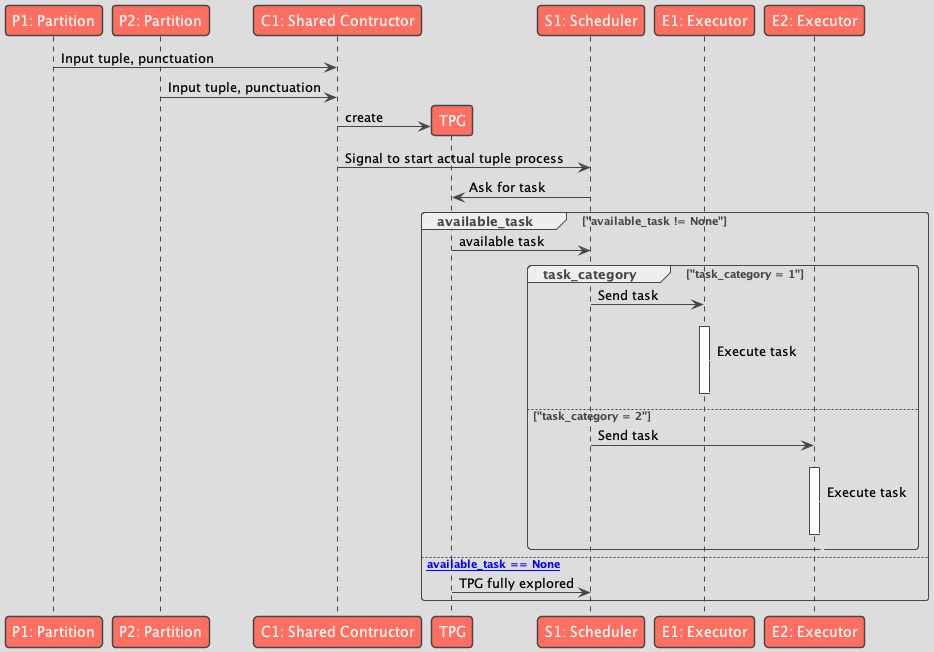 P1: Partition P2: Partition C1: Shared Contructor S1: Scheduler E1: Executor E2: Executor
Input tuple, punctuation
Input tuple, punctuation
create TPG
Signal to start actual tuple process
Ask for task
available_task ["available_task != None"]
available task
task_category ["task_category = 1"]
Send task
Execute task
["task_category = 2"]
Send task
Execute task
available_task == None
TPG fully explored
P1: Partition P2: Partition C1: Shared Contructor TPG S1: Scheduler E1: Executor E2: Executor